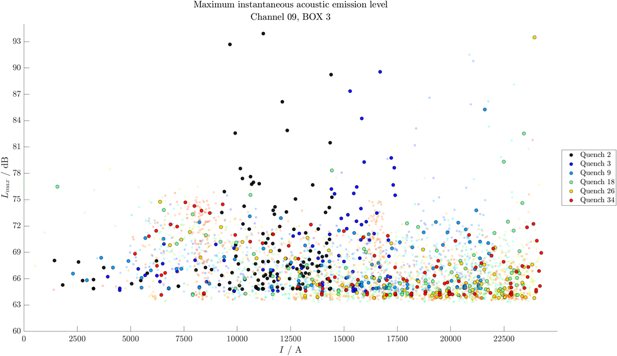 Maximum instantaneous acoustic emission level
Channel 09, BOX 3
L_max / dB
93
90
87
84
81
78
75
72
69
66
63
60
0
2500
5000
7500
10000
12500
15000
17500
20000
22500
I / A
Quench 2
Quench 3
Quench 9
Quench 18
Quench 26
Quench 34